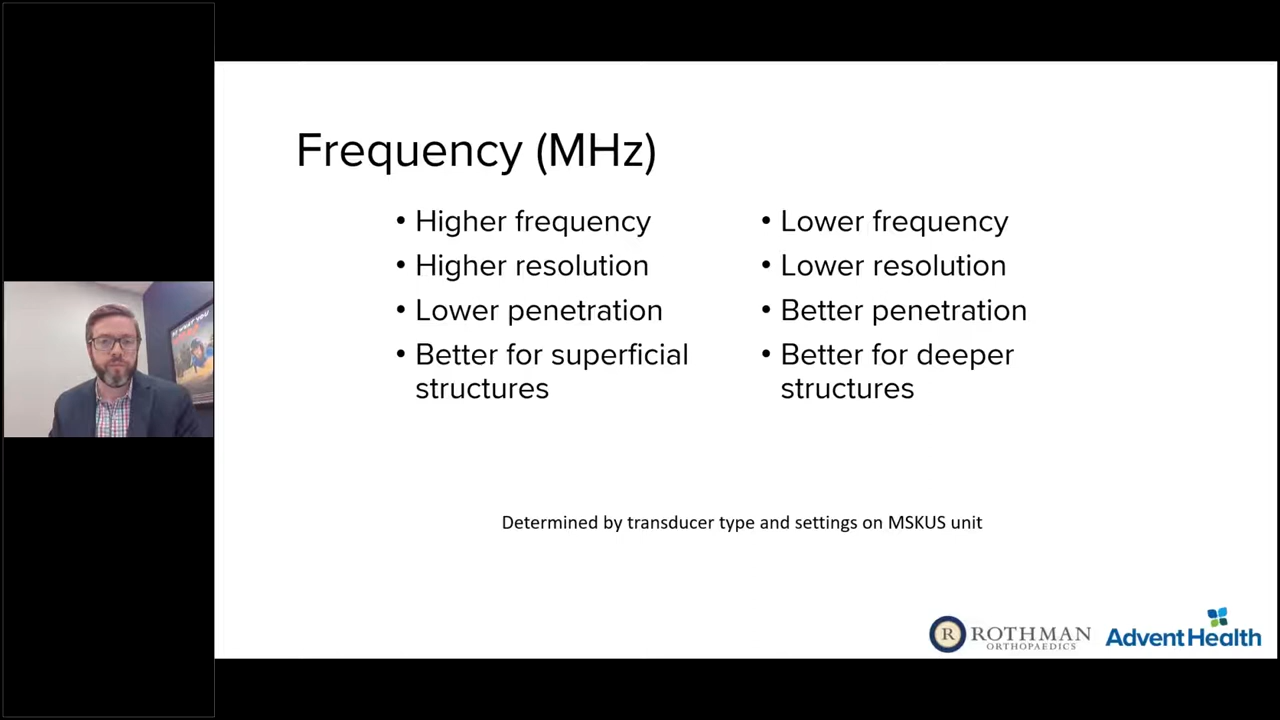 Frequency (MHz)
• Higher frequency
• Higher resolution
• Lower penetration
• Better for superficial
structures
• Lower frequency
• Lower resolution
• Better penetration
• Better for deeper
structures
Determined by transducer type and settings on MSKUS unit
R ROTHMAN
ORTHOPAEDICS
AdventHealth